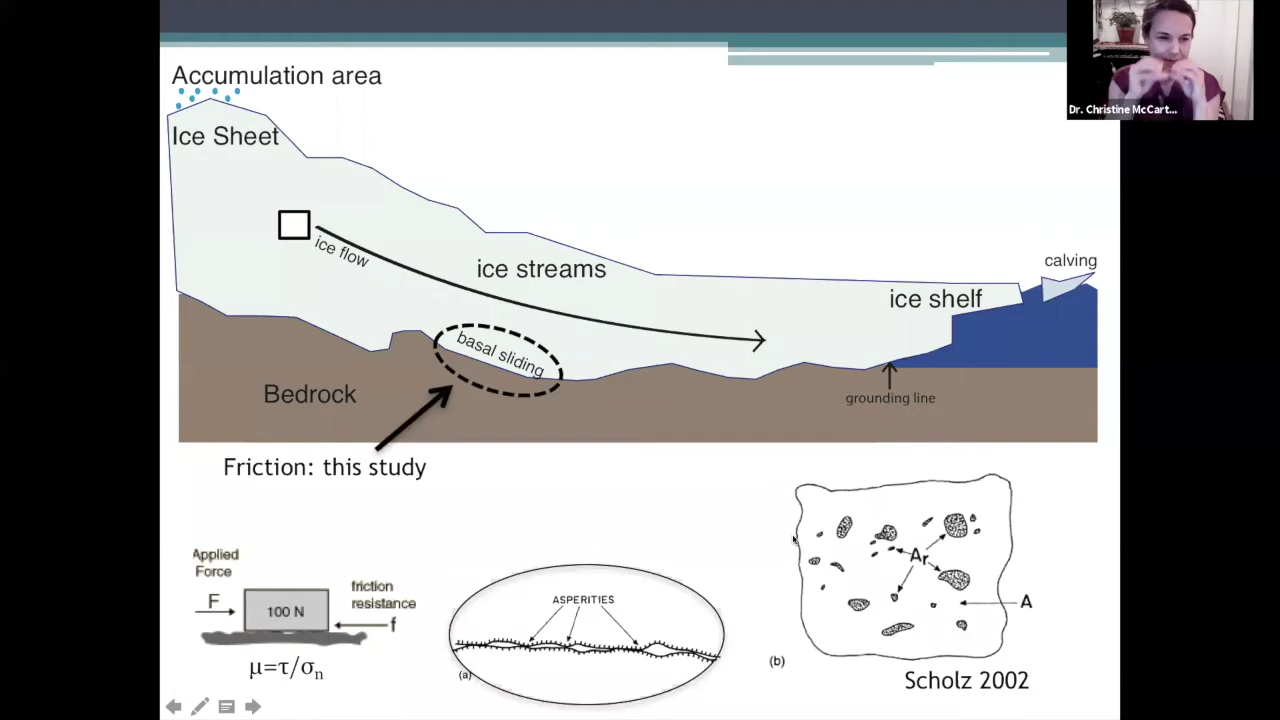 Accumulation area
Dr. Christine McCart...
Ice Sheet
ice flow
ice streams
calving
ice shelf
basal sliding
Bedrock
grounding line
Friction: this study
Applied
Force
F
100 N
friction
resistance
f
μ=τ/σn
ASPERITIES
(a)
Ar
A
(b)
Scholz 2002